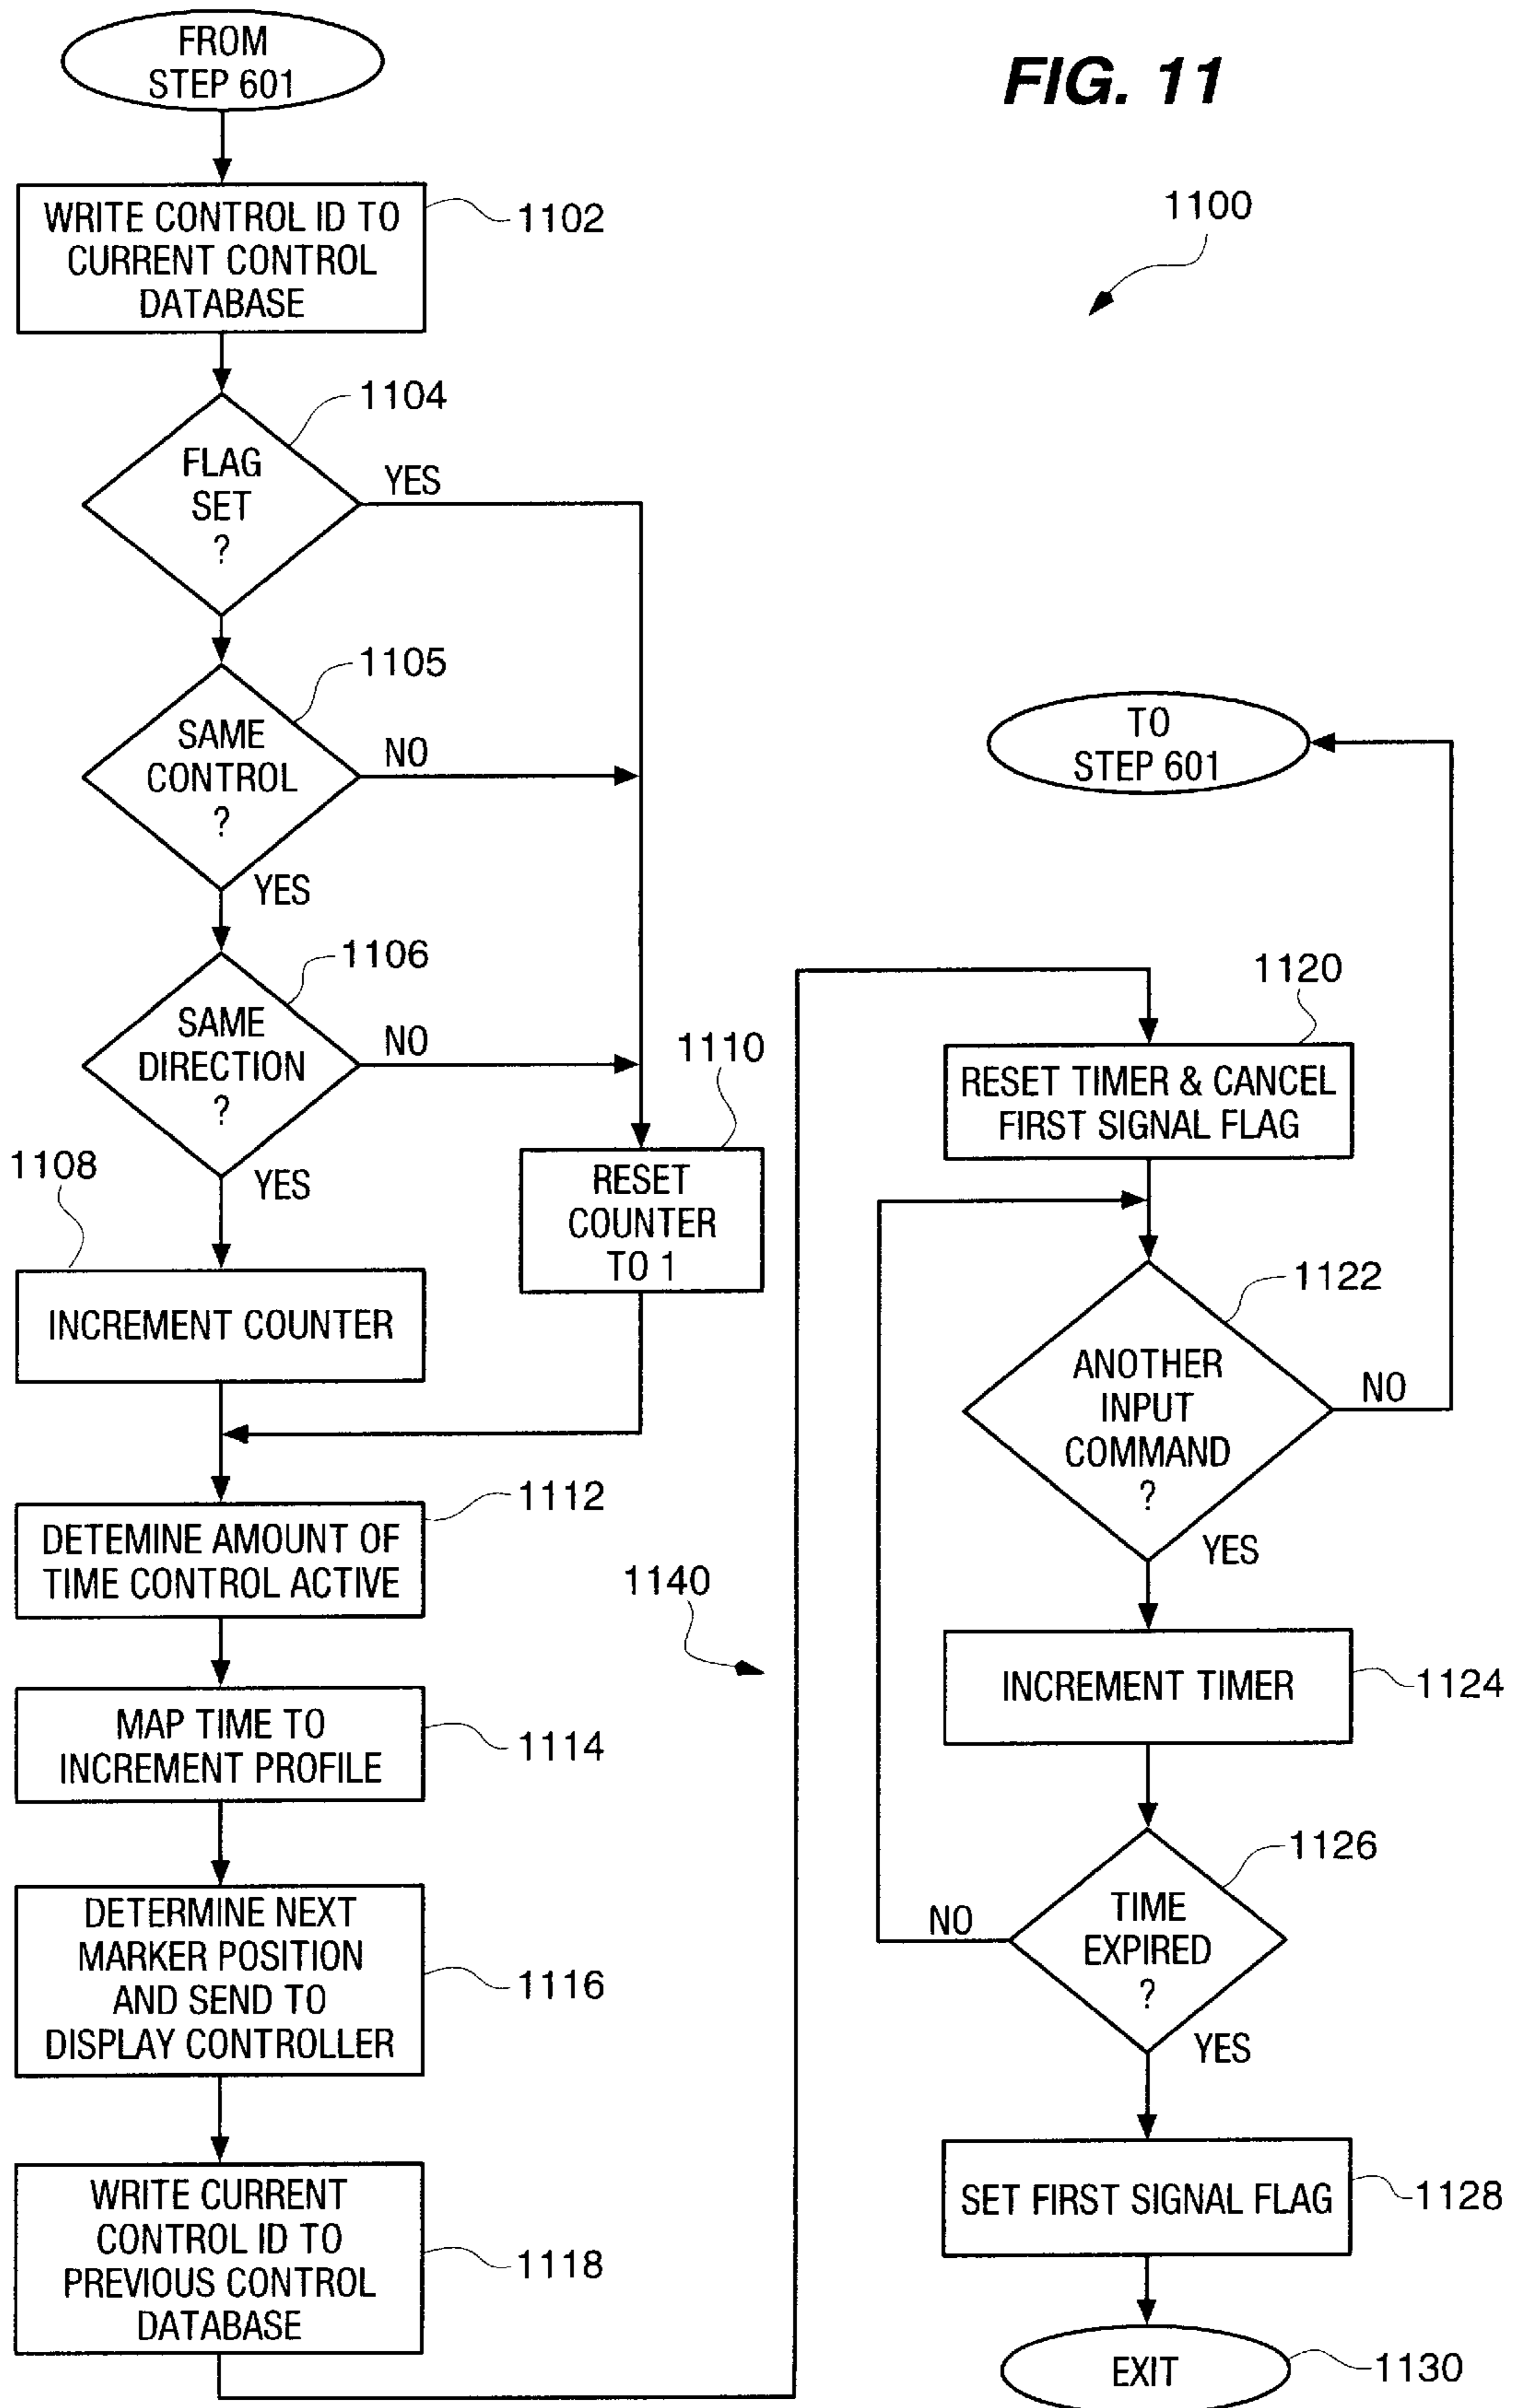 FROM
STEP 601
FIG. 11
1100
WRITE CONTROL ID TO
CURRENT CONTROL
DATABASE
1102
FLAG
SET
?
1104
YES
SAME
CONTROL
?
1105
NO
YES
SAME
DIRECTION
?
1106
NO
YES
1108
INCREMENT COUNTER
1110
RESET
COUNTER
TO 1
DETEMINE AMOUNT OF
TIME CONTROL ACTIVE
1112
MAP TIME TO
INCREMENT PROFILE
1114
DETERMINE NEXT
MARKER POSITION
AND SEND TO
DISPLAY CONTROLLER
1116
WRITE CURRENT
CONTROL ID TO
PREVIOUS CONTROL
DATABASE
1118
1140
TO
STEP 601
1120
RESET TIMER & CANCEL
FIRST SIGNAL FLAG
1122
ANOTHER
INPUT
COMMAND
?
NO
YES
INCREMENT TIMER
1124
1126
TIME
EXPIRED
?
NO
YES
SET FIRST SIGNAL FLAG
1128
EXIT
1130